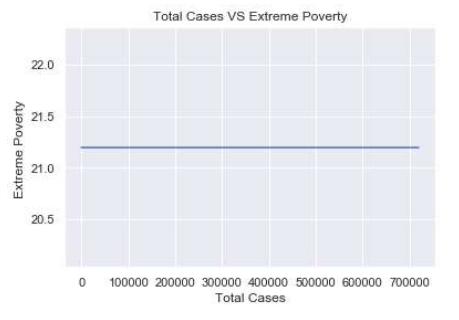 Total Cases VS Extreme Poverty
22.0
21.5
21.0
20.5
Extreme Poverty
0 100000 200000 300000 400000 500000 600000 700000
Total Cases